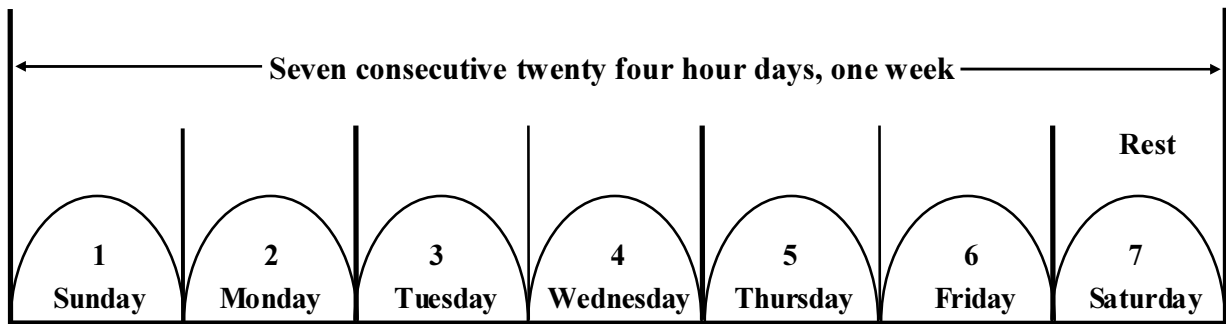 Seven consecutive twenty four hour days, one week
Rest
1 2 3 4 5 6 7
Sunday Monday Tuesday Wednesday Thursday Friday Saturday